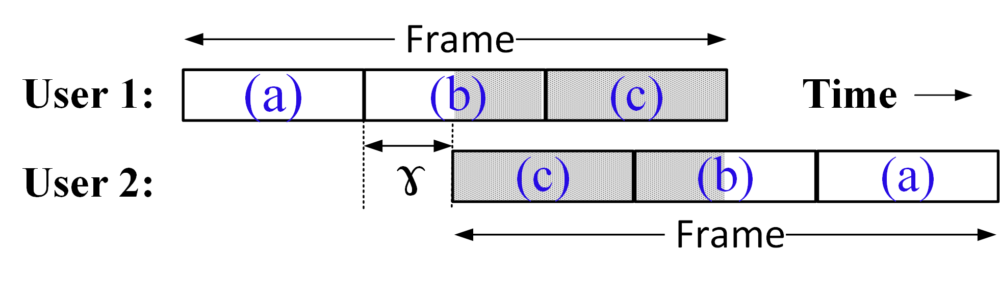 Frame
User 1: (a) (b) (c) Time
ɣ
User 2: (c) (b) (a)
Frame